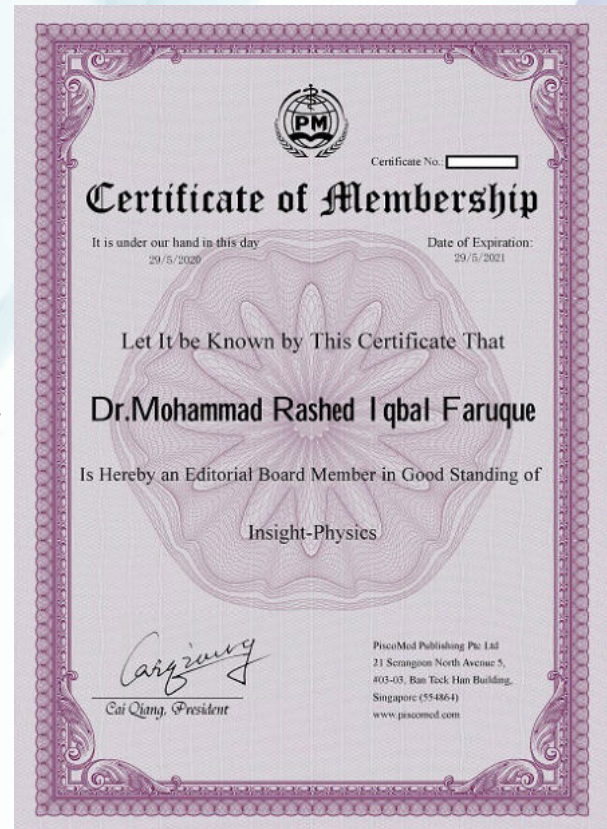 PM
Certificate No.:
Certificate of Membership
It is under our hand in this day
29/5/2020
Date of Expiration:
29/5/2021
Let It be Known by This Certificate That
Dr.Mohammad Rashed Iqbal Faruque
Is Hereby an Editorial Board Member in Good Standing of
Insight-Physics
Cai Qiang, President
PiscoMed Publishing Pte Ltd
21 Serangoon North Avenue 5,
#03-03, Ban Teck Han Building,
Singapore (554864)
www.piscomed.com